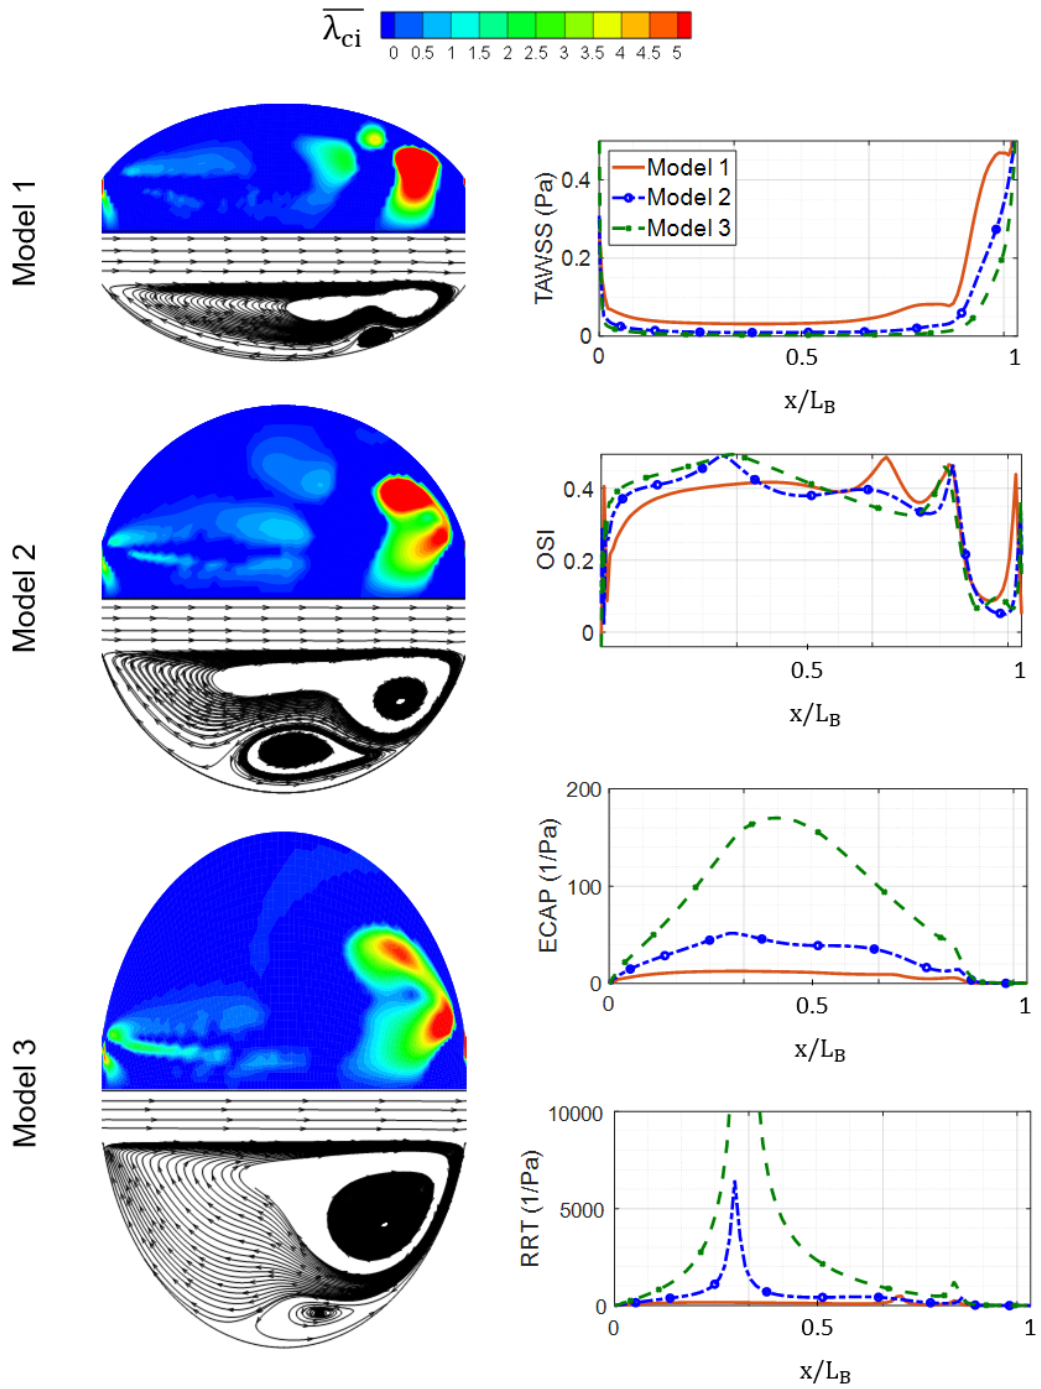 λci
0 0.5 1 1.5 2 2.5 3 3.5 4 4.5 5
Model 1
TAWSS (Pa)
0.4
0.2
0
Model 1
Model 2
Model 3
0 0.5 1
x/LB
Model 2
OSI
0.4
0.2
0
0.5 1
x/LB
ECAP (1/Pa)
200
100
0
0 0.5 1
x/LB
Model 3
RRT (1/Pa)
10000
5000
0
0 0.5 1
x/LB